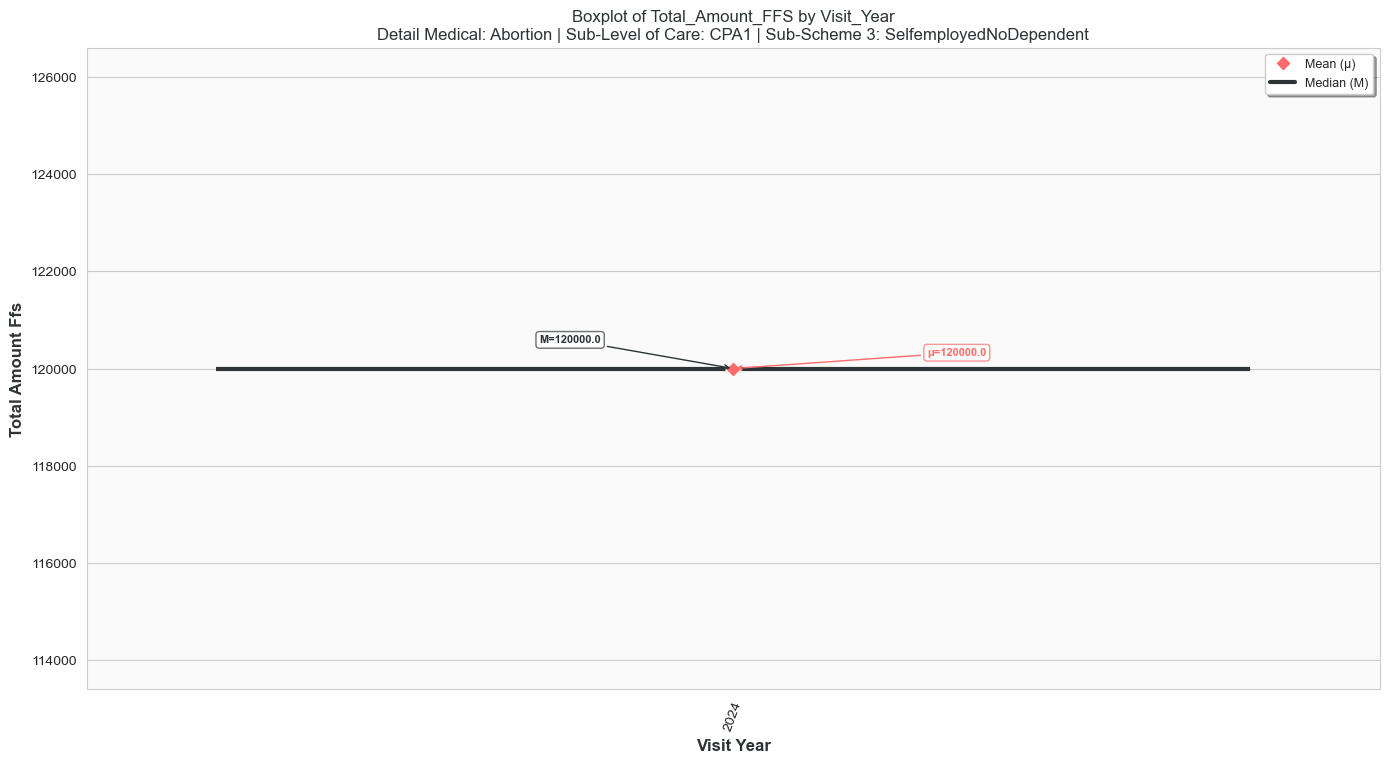 Boxplot of Total_Amount_FFS by Visit_Year
Detail Medical: Abortion | Sub-Level of Care: CPA1 | Sub-Scheme 3: SelfemployedNoDependent
Mean (μ)
Median (M)
126000
124000
122000
120000
118000
116000
114000
Total Amount Ffs
M=120000.0
μ=120000.0
2024
Visit Year